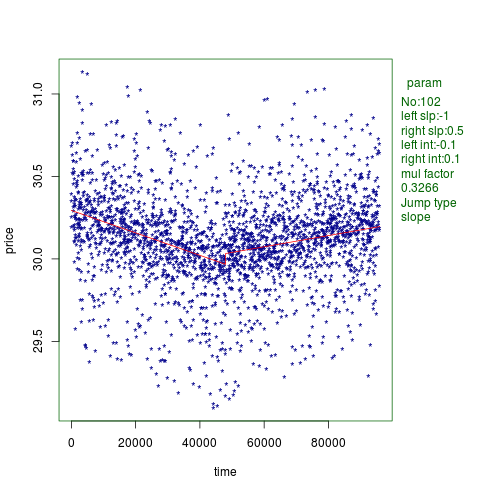 param
No:102
left slp:-1
right slp:0.5
left int:-0.1
right int:0.1
mul factor
0.3266
Jump type
slope
price
31.0
30.5
30.0
29.5
0 20000 40000 60000 80000
time